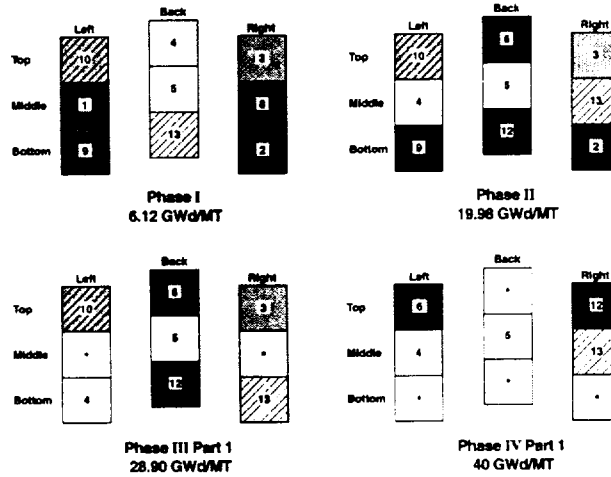 Back
Left
Right
Top
10
4
3
Middle
1
5
8
Bottom
9
13
2
Phase I
6.12 GWd/MT
Back
Left
Right
Top
10
6
3
Middle
4
5
13
Bottom
9
12
2
Phase II
19.98 GWd/MT
Back
Left
Right
Top
10
6
3
Middle
*
5
*
Bottom
4
12
13
Phase III Part 1
28.90 GWd/MT
Back
Left
Right
Top
6
*
12
Middle
4
5
13
Bottom
*
*
*
Phase IV Part 1
40 GWd/MT